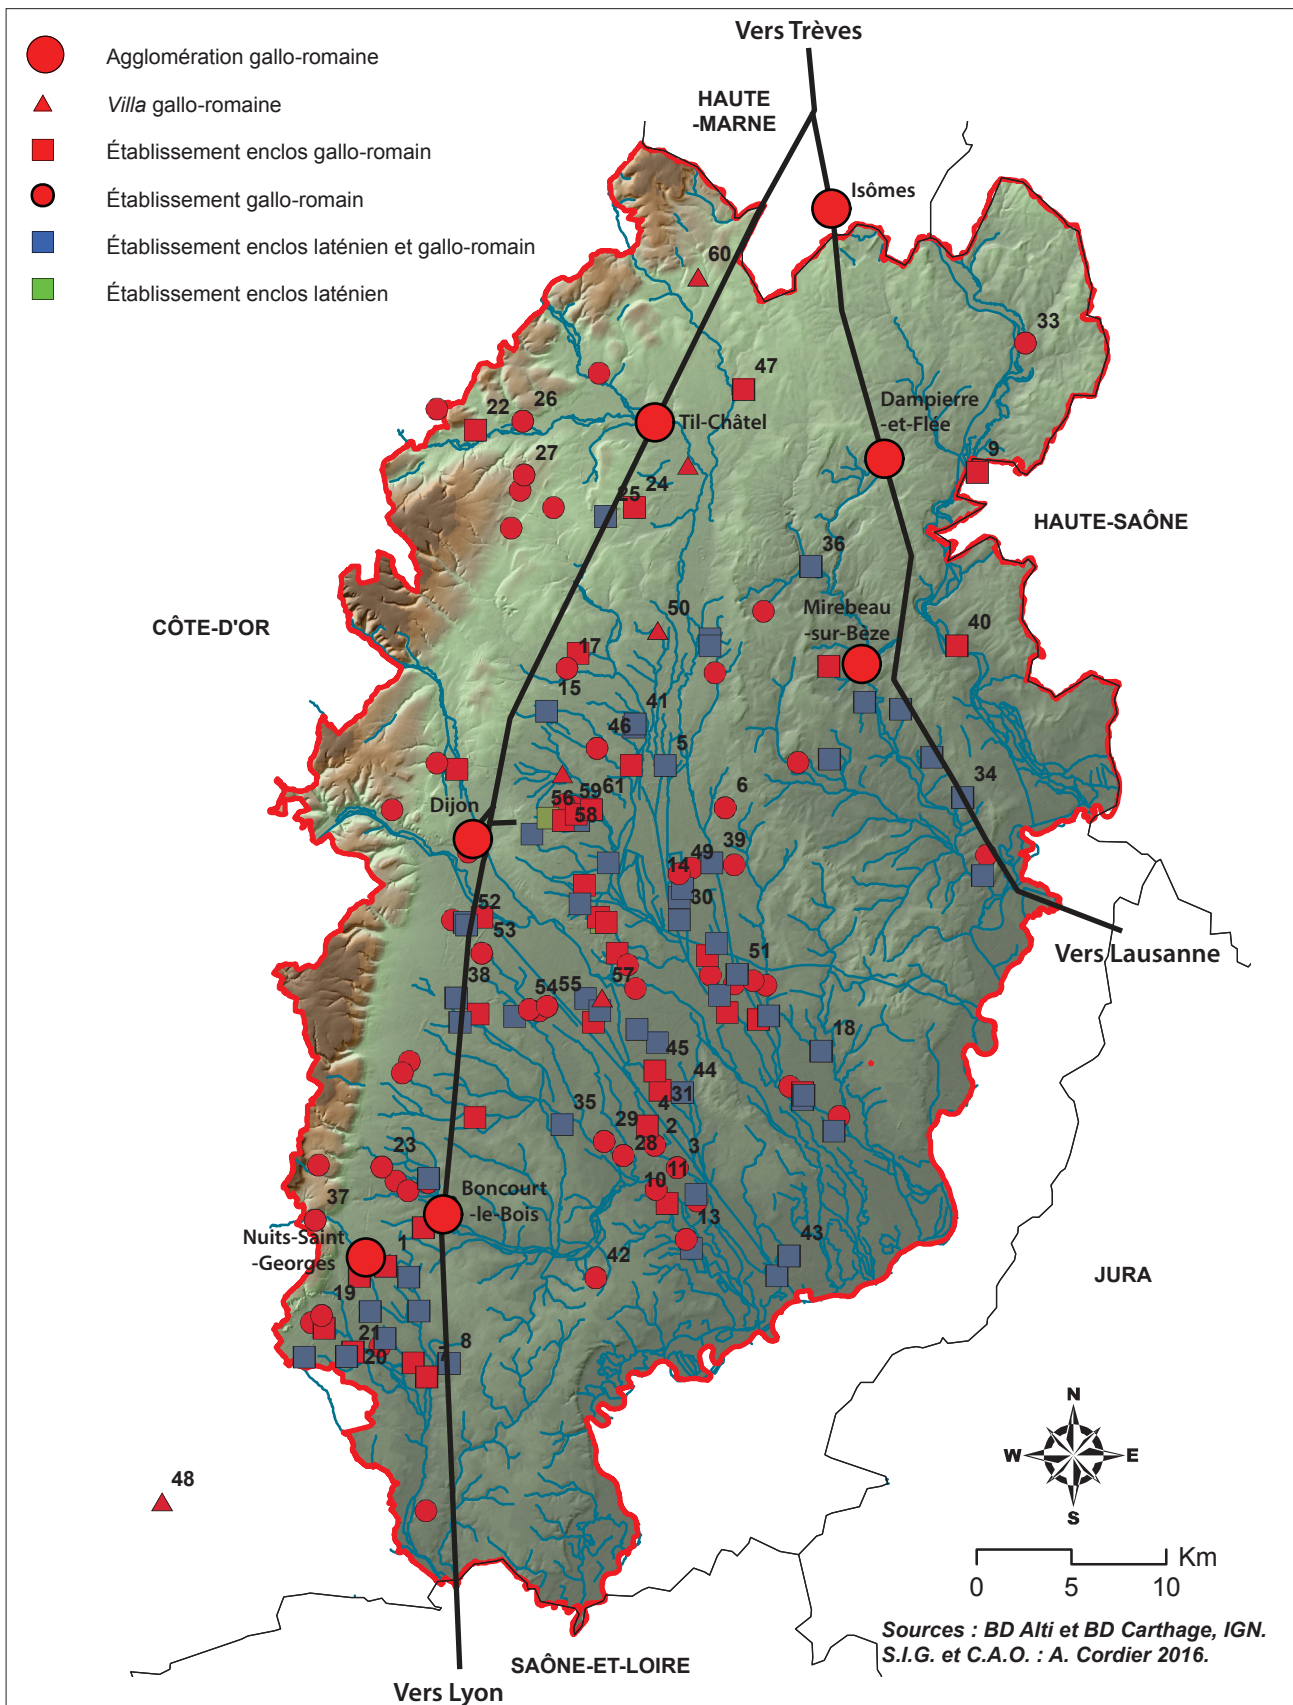 Vers Trèves
Agglomération gallo-romaine
Villa gallo-romaine
HAUTE
-MARNE
Établissement enclos gallo-romain
Établissement gallo-romain
Isômes
Établissement enclos laténien et gallo-romain
60
Établissement enclos laténien
33
47
Dampierre
-et-Flée
22
26
Til-Châtel
27
9
24
25
HAUTE-SAÔNE
36
Mirebeau
-sur-Bèze
50
CÔTE-D'OR
40
17
15
41
46
5
34
61
59
56
6
58
Dijon
49
39
14
30
52
53
Vers Lausanne
51
57
38
54
55
18
45
44
31
4
35
29
2
28
3
11
23
10
Boncourt
-le-Bois
37
13
Nuits-Saint
-Georges
1
42
43
JURA
19
21
8
7
20
N
W
E
S
48
Km
0
5
10
Sources : BD Alti et BD Carthage, IGN.
S.I.G. et C.A.O. : A. Cordier 2016.
SAÔNE-ET-LOIRE
Vers Lyon